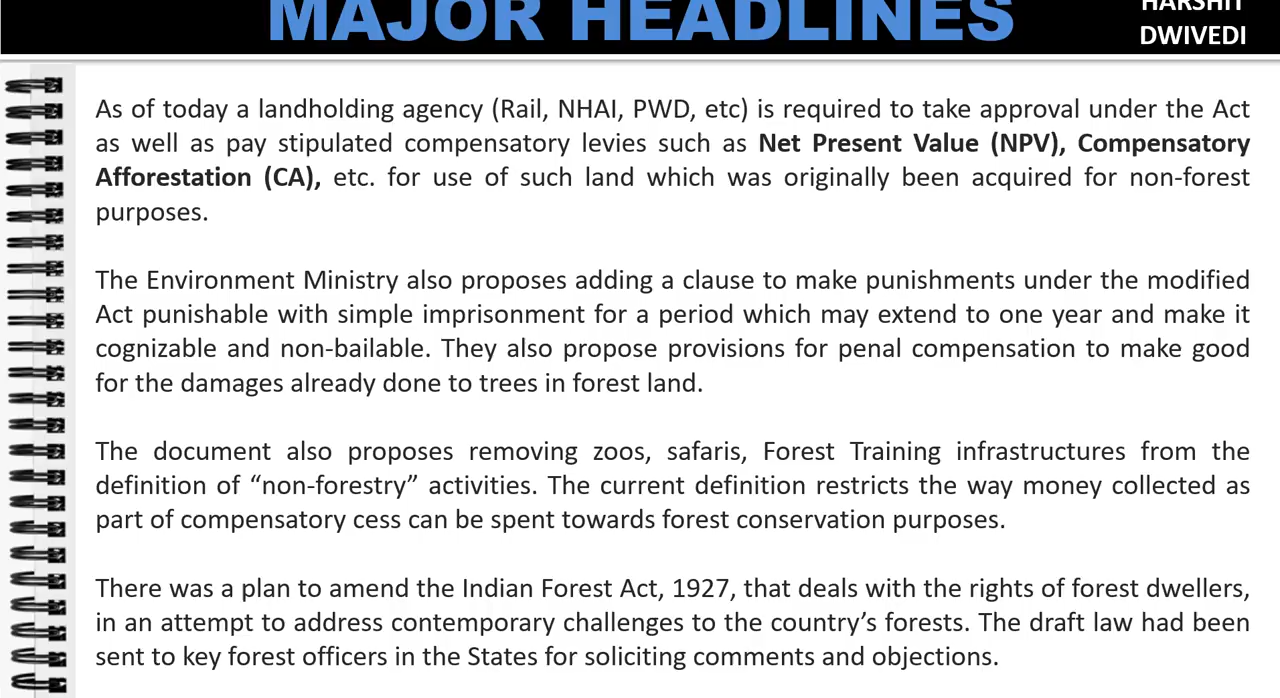 MAJOR HEADLINES
HARSHIT
DWIVEDI
As of today a landholding agency (Rail, NHAI, PWD, etc) is required to take approval under the Act
as well as pay stipulated compensatory levies such as Net Present Value (NPV), Compensatory
Afforestation (CA), etc. for use of such land which was originally been acquired for non-forest
purposes.
The Environment Ministry also proposes adding a clause to make punishments under the modified
Act punishable with simple imprisonment for a period which may extend to one year and make it
cognizable and non-bailable. They also propose provisions for penal compensation to make good
for the damages already done to trees in forest land.
The document also proposes removing zoos, safaris, Forest Training infrastructures from the
definition of “non-forestry” activities. The current definition restricts the way money collected as
part of compensatory cess can be spent towards forest conservation purposes.
There was a plan to amend the Indian Forest Act, 1927, that deals with the rights of forest dwellers,
in an attempt to address contemporary challenges to the country’s forests. The draft law had been
sent to key forest officers in the States for soliciting comments and objections.